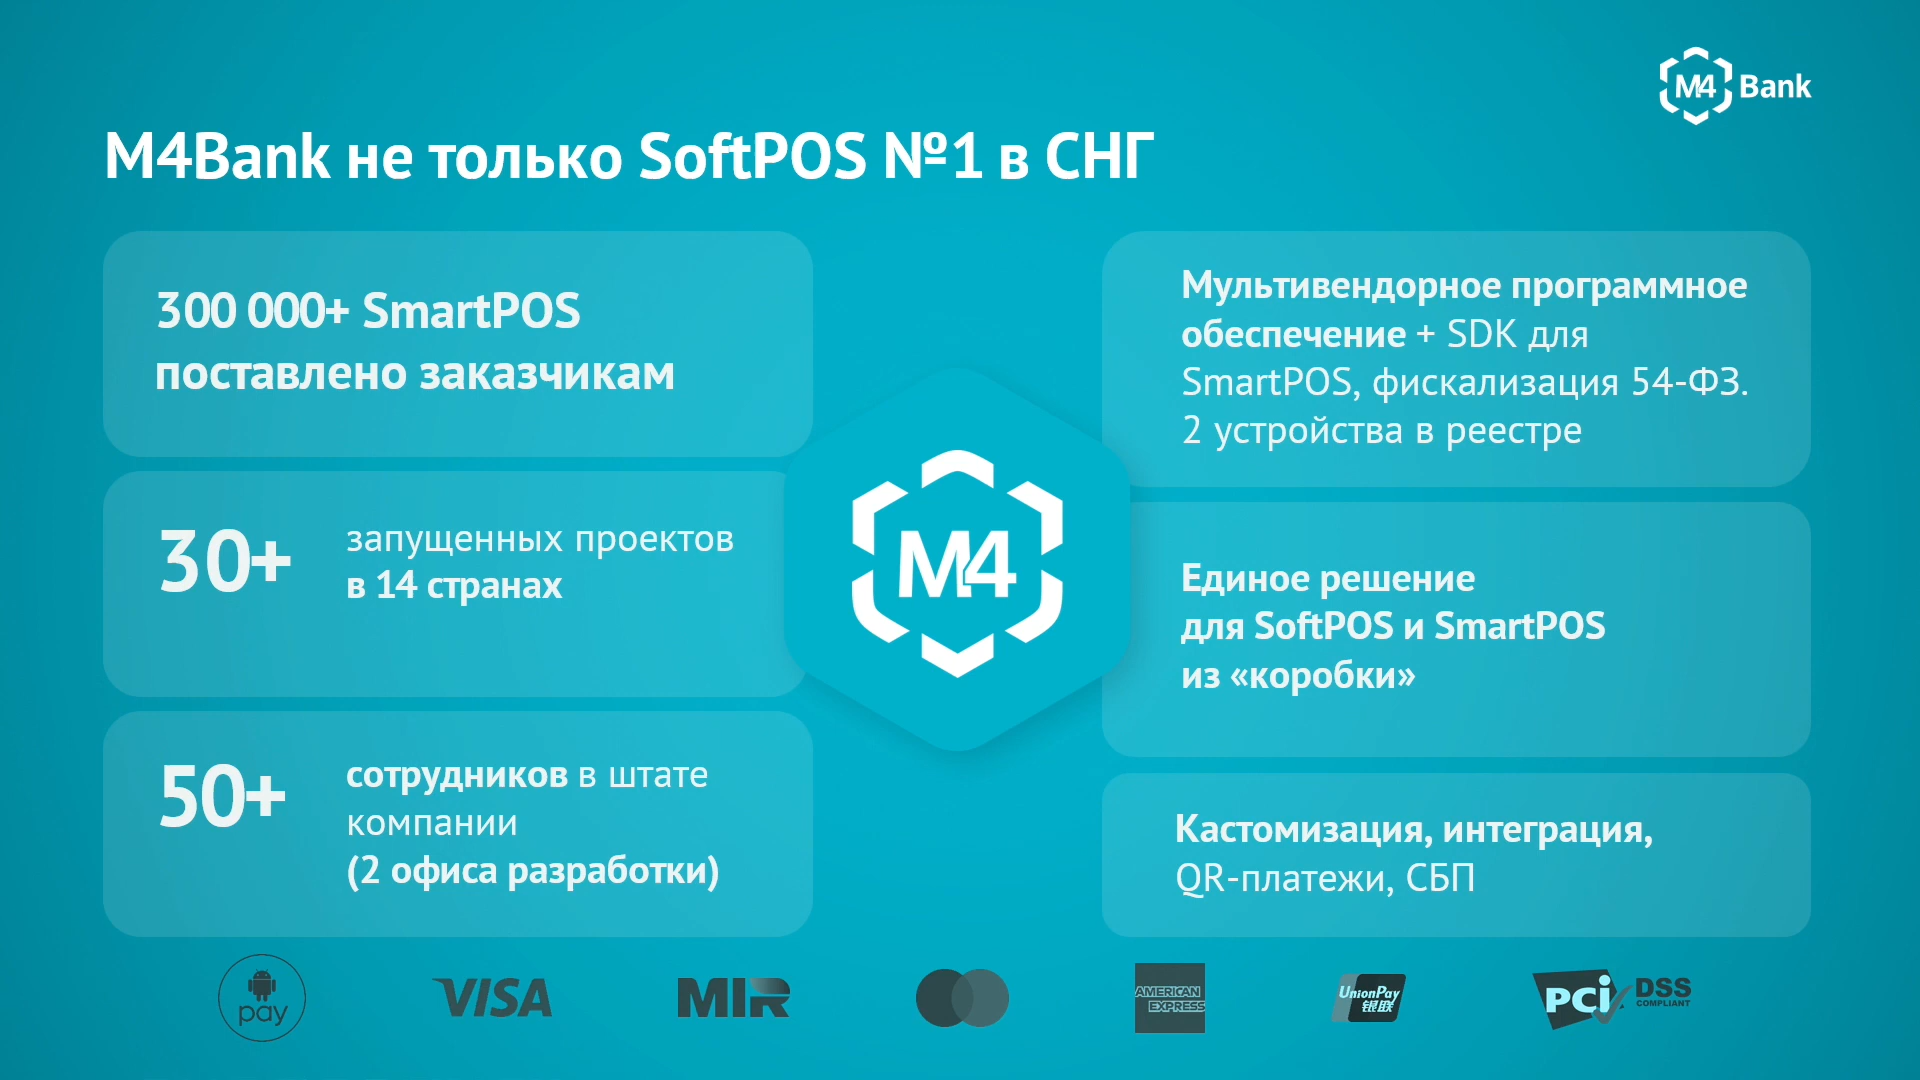 M4 Bank
M4Bank не только SoftPOS №1 в СНГ
300 000+ SmartPOS
поставлено заказчикам
30+
запущенных проектов
в 14 странах
50+
сотрудников в штате
компании
(2 офиса разработки)
M4
Мультивендорное программное
обеспечение + SDK для
SmartPOS, фискализация 54-ФЗ.
2 устройства в реестре
Единое решение
для SoftPOS и SmartPOS
из «коробки»
Кастомизация, интеграция,
QR-платежи, СБП
pay
VISA
MIR
AMERICAN
EXPRESS
UnionPay
银联
PCi DSS
COMPLIANT